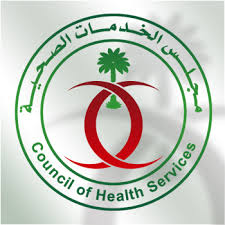 مجلس الخدمات الصحية
Council of Health Services